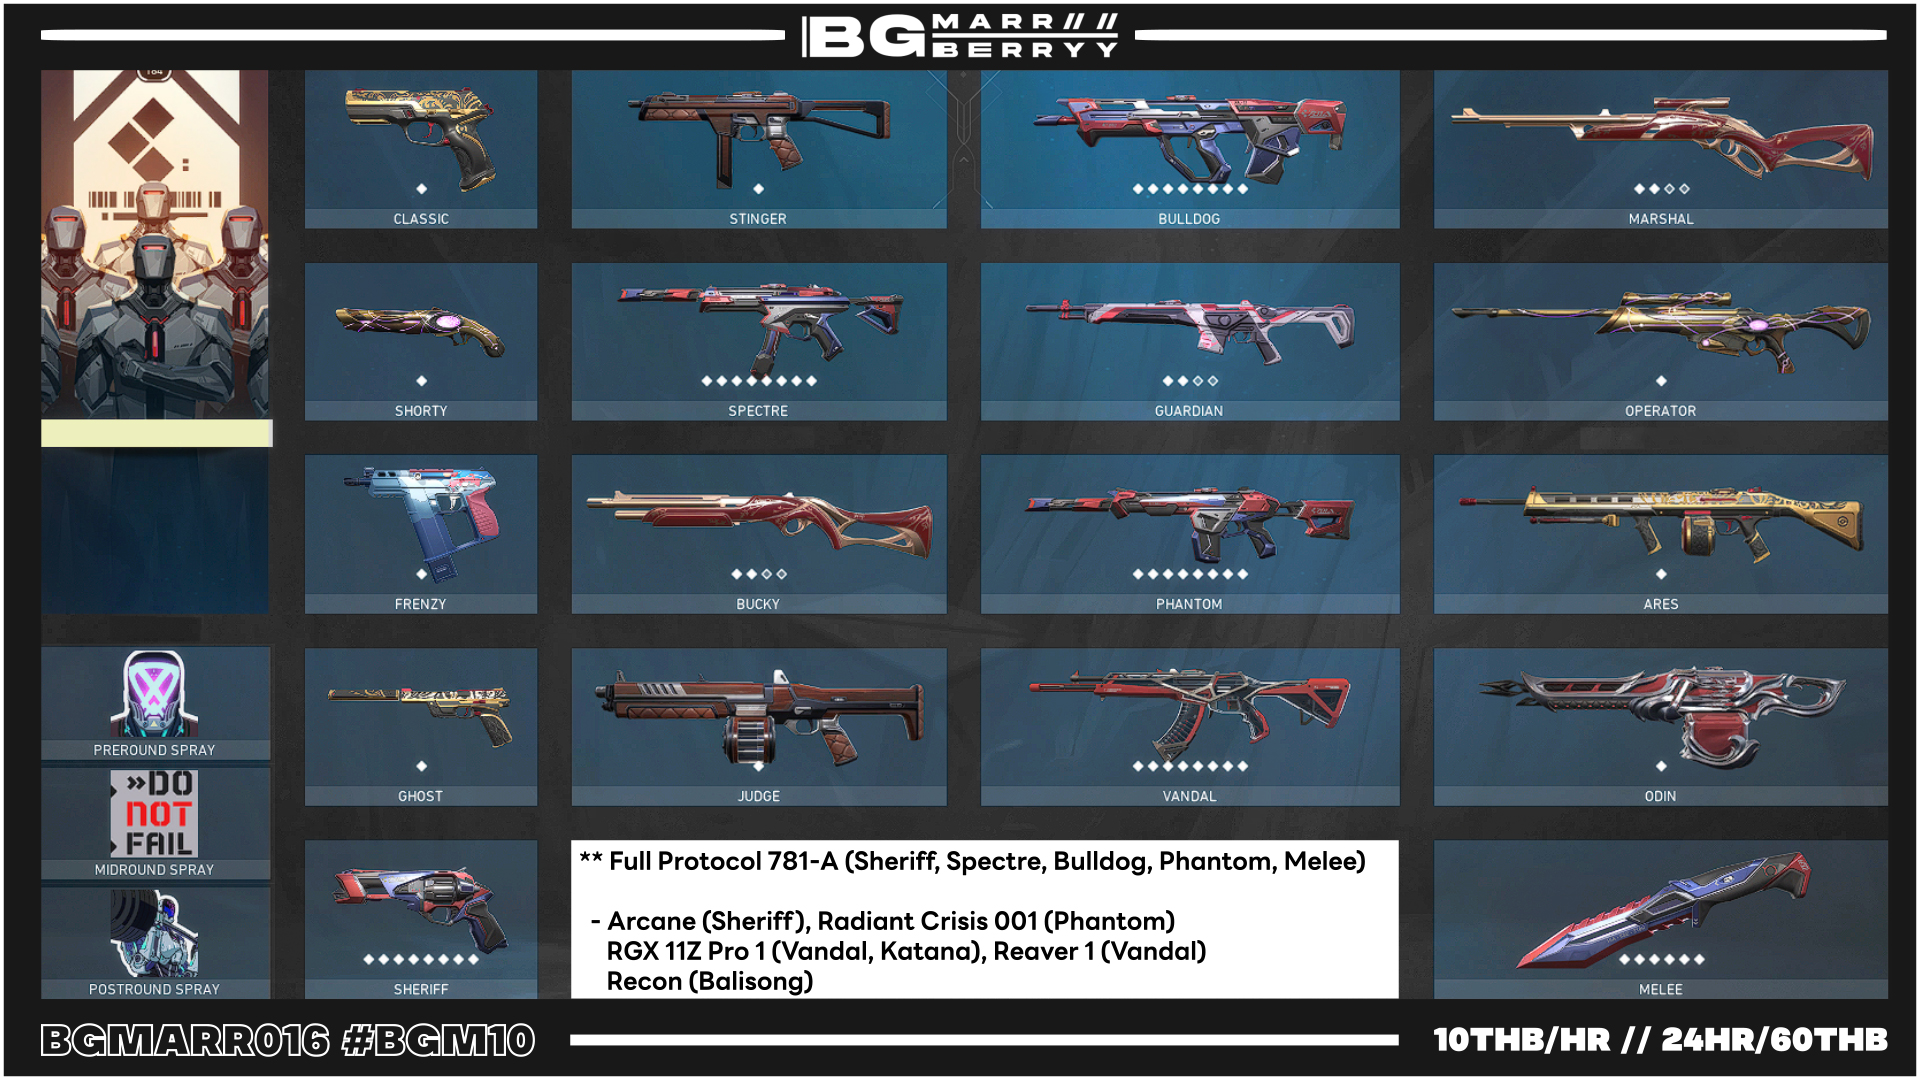 BG MARR// //
BERRYY
184
CLASSIC
STINGER
BULLDOG
MARSHAL
SHORTY
SPECTRE
GUARDIAN
OPERATOR
FRENZY
BUCKY
PHANTOM
ARES
PREROUND SPRAY
GHOST
JUDGE
VANDAL
ODIN
»DO
NOT
FAIL
MIDROUND SPRAY
POSTROUND SPRAY
SHERIFF
** Full Protocol 781-A (Sheriff, Spectre, Bulldog, Phantom, Melee)
- Arcane (Sheriff), Radiant Crisis 001 (Phantom)
RGX 11Z Pro 1 (Vandal, Katana), Reaver 1 (Vandal)
Recon (Balisong)
MELEE
BGMARR016 #BGM10
10THB/HR // 24HR/60THB